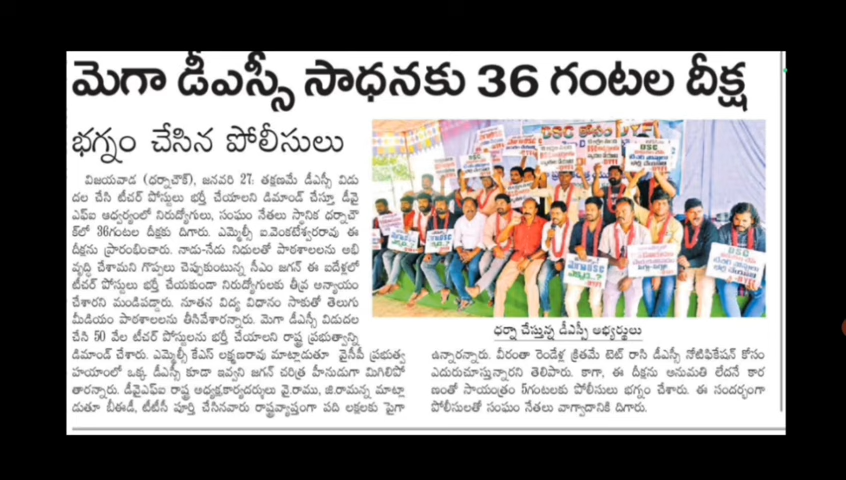 మెగా డీఎస్సీ సాధనకు 36 గంటల దీక్ష
భగ్నం చేసిన పోలీసులు
విజయవాడ (ధర్నాచౌక్), జనవరి 27: తక్షణమే డీఎస్సీ విడు
దల చేసి టీచర్ పోస్టులు భర్తీ చేయాలని డిమాండ్ చేస్తూ డీవై
ఎఫ్ఐ ఆధ్వర్యంలో నిరుద్యోగులు, సంఘం నేతలు స్థానిక ధర్నాచౌ
క్‌లో 36గంటల దీక్షకు దిగారు. ఎమ్మెల్సీ ఐ.వెంకటేశ్వరరావు ఈ
దీక్షను ప్రారంభించారు. నాడు-నేడు నిధులతో పాఠశాలలను అభి
వృద్ధి చేశామని గొప్పలు చెప్పుకుంటున్న సీఎం జగన్ ఈ ఐదేళ్లలో
టీచర్ పోస్టులు భర్తీ చేయకుండా నిరుద్యోగులకు తీవ్ర అన్యాయం
చేశారని మండిపడ్డారు. నూతన విద్య విధానం సాకుతో తెలుగు
మీడియం పాఠశాలలను తీసివేశారన్నారు. మెగా డీఎస్సీ విడుదల
చేసి 50 వేల టీచర్ పోస్టులను భర్తీ చేయాలని రాష్ట్ర ప్రభుత్వాన్ని
డిమాండ్ చేశారు. ఎమ్మెల్సీ కేఎస్ లక్ష్మణరావు మాట్లాడుతూ వైసీపీ ప్రభుత్వ
హయాంలో ఒక్క డీఎస్సీ కూడా ఇవ్వని జగన్ చరిత్ర హీనుడుగా మిగిలిపో
తారన్నారు. డీవైఎఫ్ఐ రాష్ట్ర అధ్యక్షకార్యదర్శులు వై.రాము, జి.రామన్న మాట్లా
డుతూ బీఈడీ, టీటీసీ పూర్తి చేసినవారు రాష్ట్రవ్యాప్తంగా పది లక్షలకు పైగా
DSC కోసం DYFI
DSC
ధర్నా చేస్తున్న డీఎస్సీ అభ్యర్థులు
ఉన్నారన్నారు. వీరంతా రెండేళ్ల క్రితమే టెట్ రాసి డీఎస్సీ నోటిఫికేషన్ కోసం
ఎదురుచూస్తున్నారని తెలిపారు. కాగా, ఈ దీక్షను అనుమతి లేదనే కార
ణంతో సాయంత్రం 5గంటలకు పోలీసులు భగ్నం చేశారు. ఈ సందర్భంగా
పోలీసులతో సంఘం నేతలు వాగ్వాదానికి దిగారు.